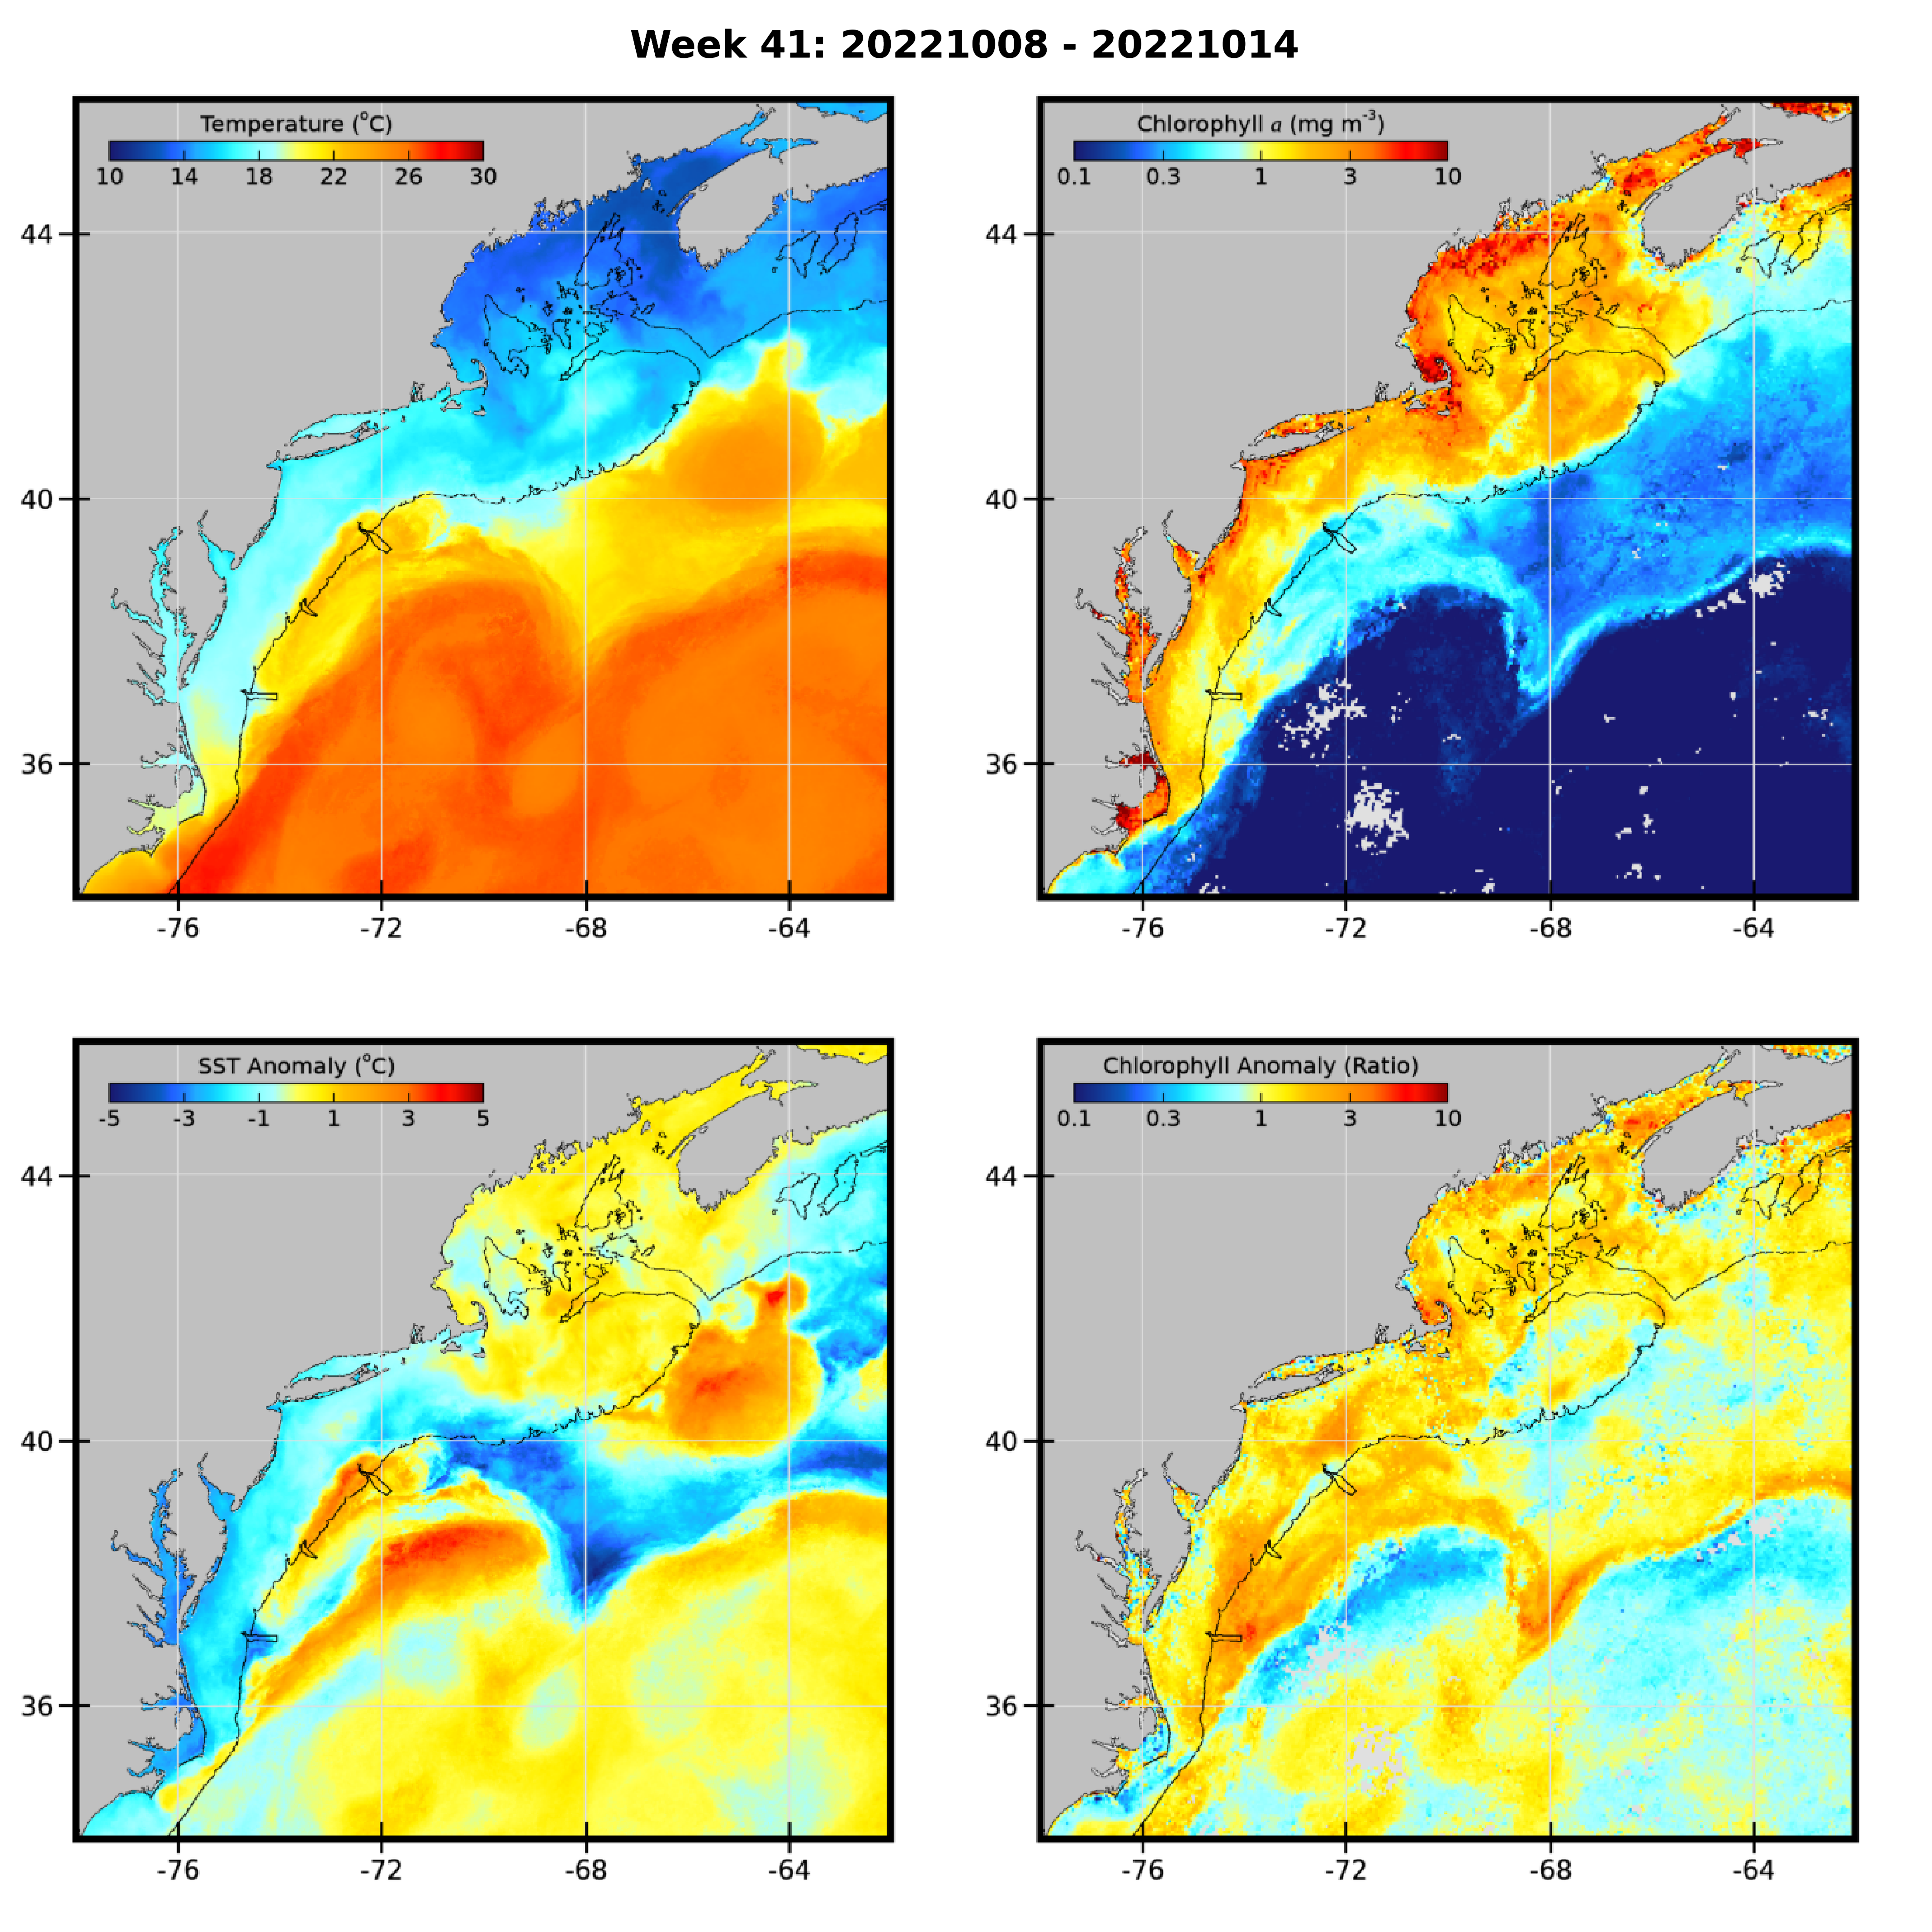 Week 41: 20221008 - 20221014
Temperature (°C)
10 14 18 22 26 30
44
40
36
-76 -72 -68 -64
Chlorophyll a (mg m-3)
0.1 0.3 1 3 10
44
40
36
-76 -72 -68 -64
SST Anomaly (°C)
-5 -3 -1 1 3 5
44
40
36
-76 -72 -68 -64
Chlorophyll Anomaly (Ratio)
0.1 0.3 1 3 10
44
40
36
-76 -72 -68 -64